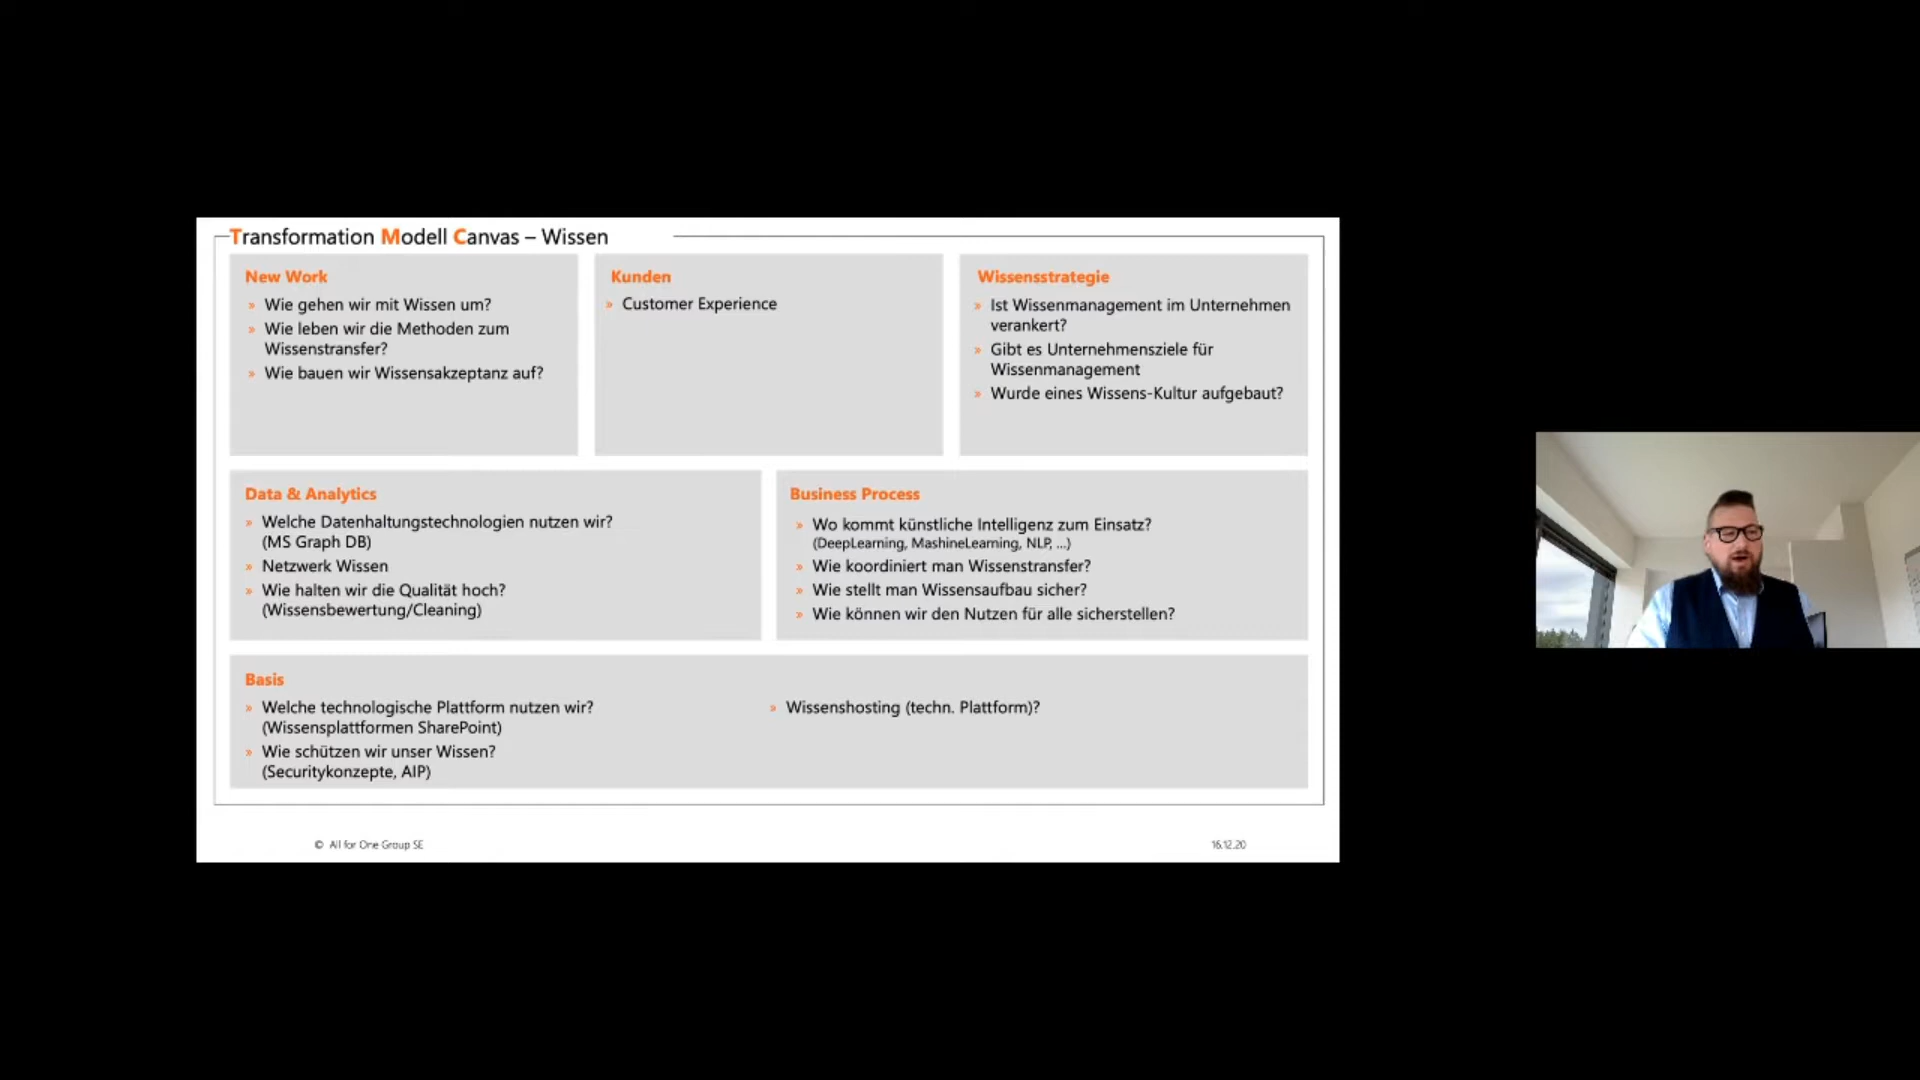 Transformation Modell Canvas – Wissen
New Work
» Wie gehen wir mit Wissen um?
» Wie leben wir die Methoden zum
Wissenstransfer?
» Wie bauen wir Wissensakzeptanz auf?
Kunden
» Customer Experience
Wissensstrategie
» Ist Wissenmanagement im Unternehmen
verankert?
» Gibt es Unternehmensziele für
Wissenmanagement
» Wurde eines Wissens-Kultur aufgebaut?
Data & Analytics
» Welche Datenhaltungstechnologien nutzen wir?
(MS Graph DB)
» Netzwerk Wissen
» Wie halten wir die Qualität hoch?
(Wissensbewertung/Cleaning)
Business Process
» Wo kommt künstliche Intelligenz zum Einsatz?
(DeepLearning, MashineLearning, NLP, ...)
» Wie koordiniert man Wissenstransfer?
» Wie stellt man Wissensaufbau sicher?
» Wie können wir den Nutzen für alle sicherstellen?
Basis
» Welche technologische Plattform nutzen wir?
(Wissensplattformen SharePoint)
» Wie schützen wir unser Wissen?
(Securitykonzepte, AIP)
» Wissenshosting (techn. Plattform)?
© All for One Group SE
16.12.20